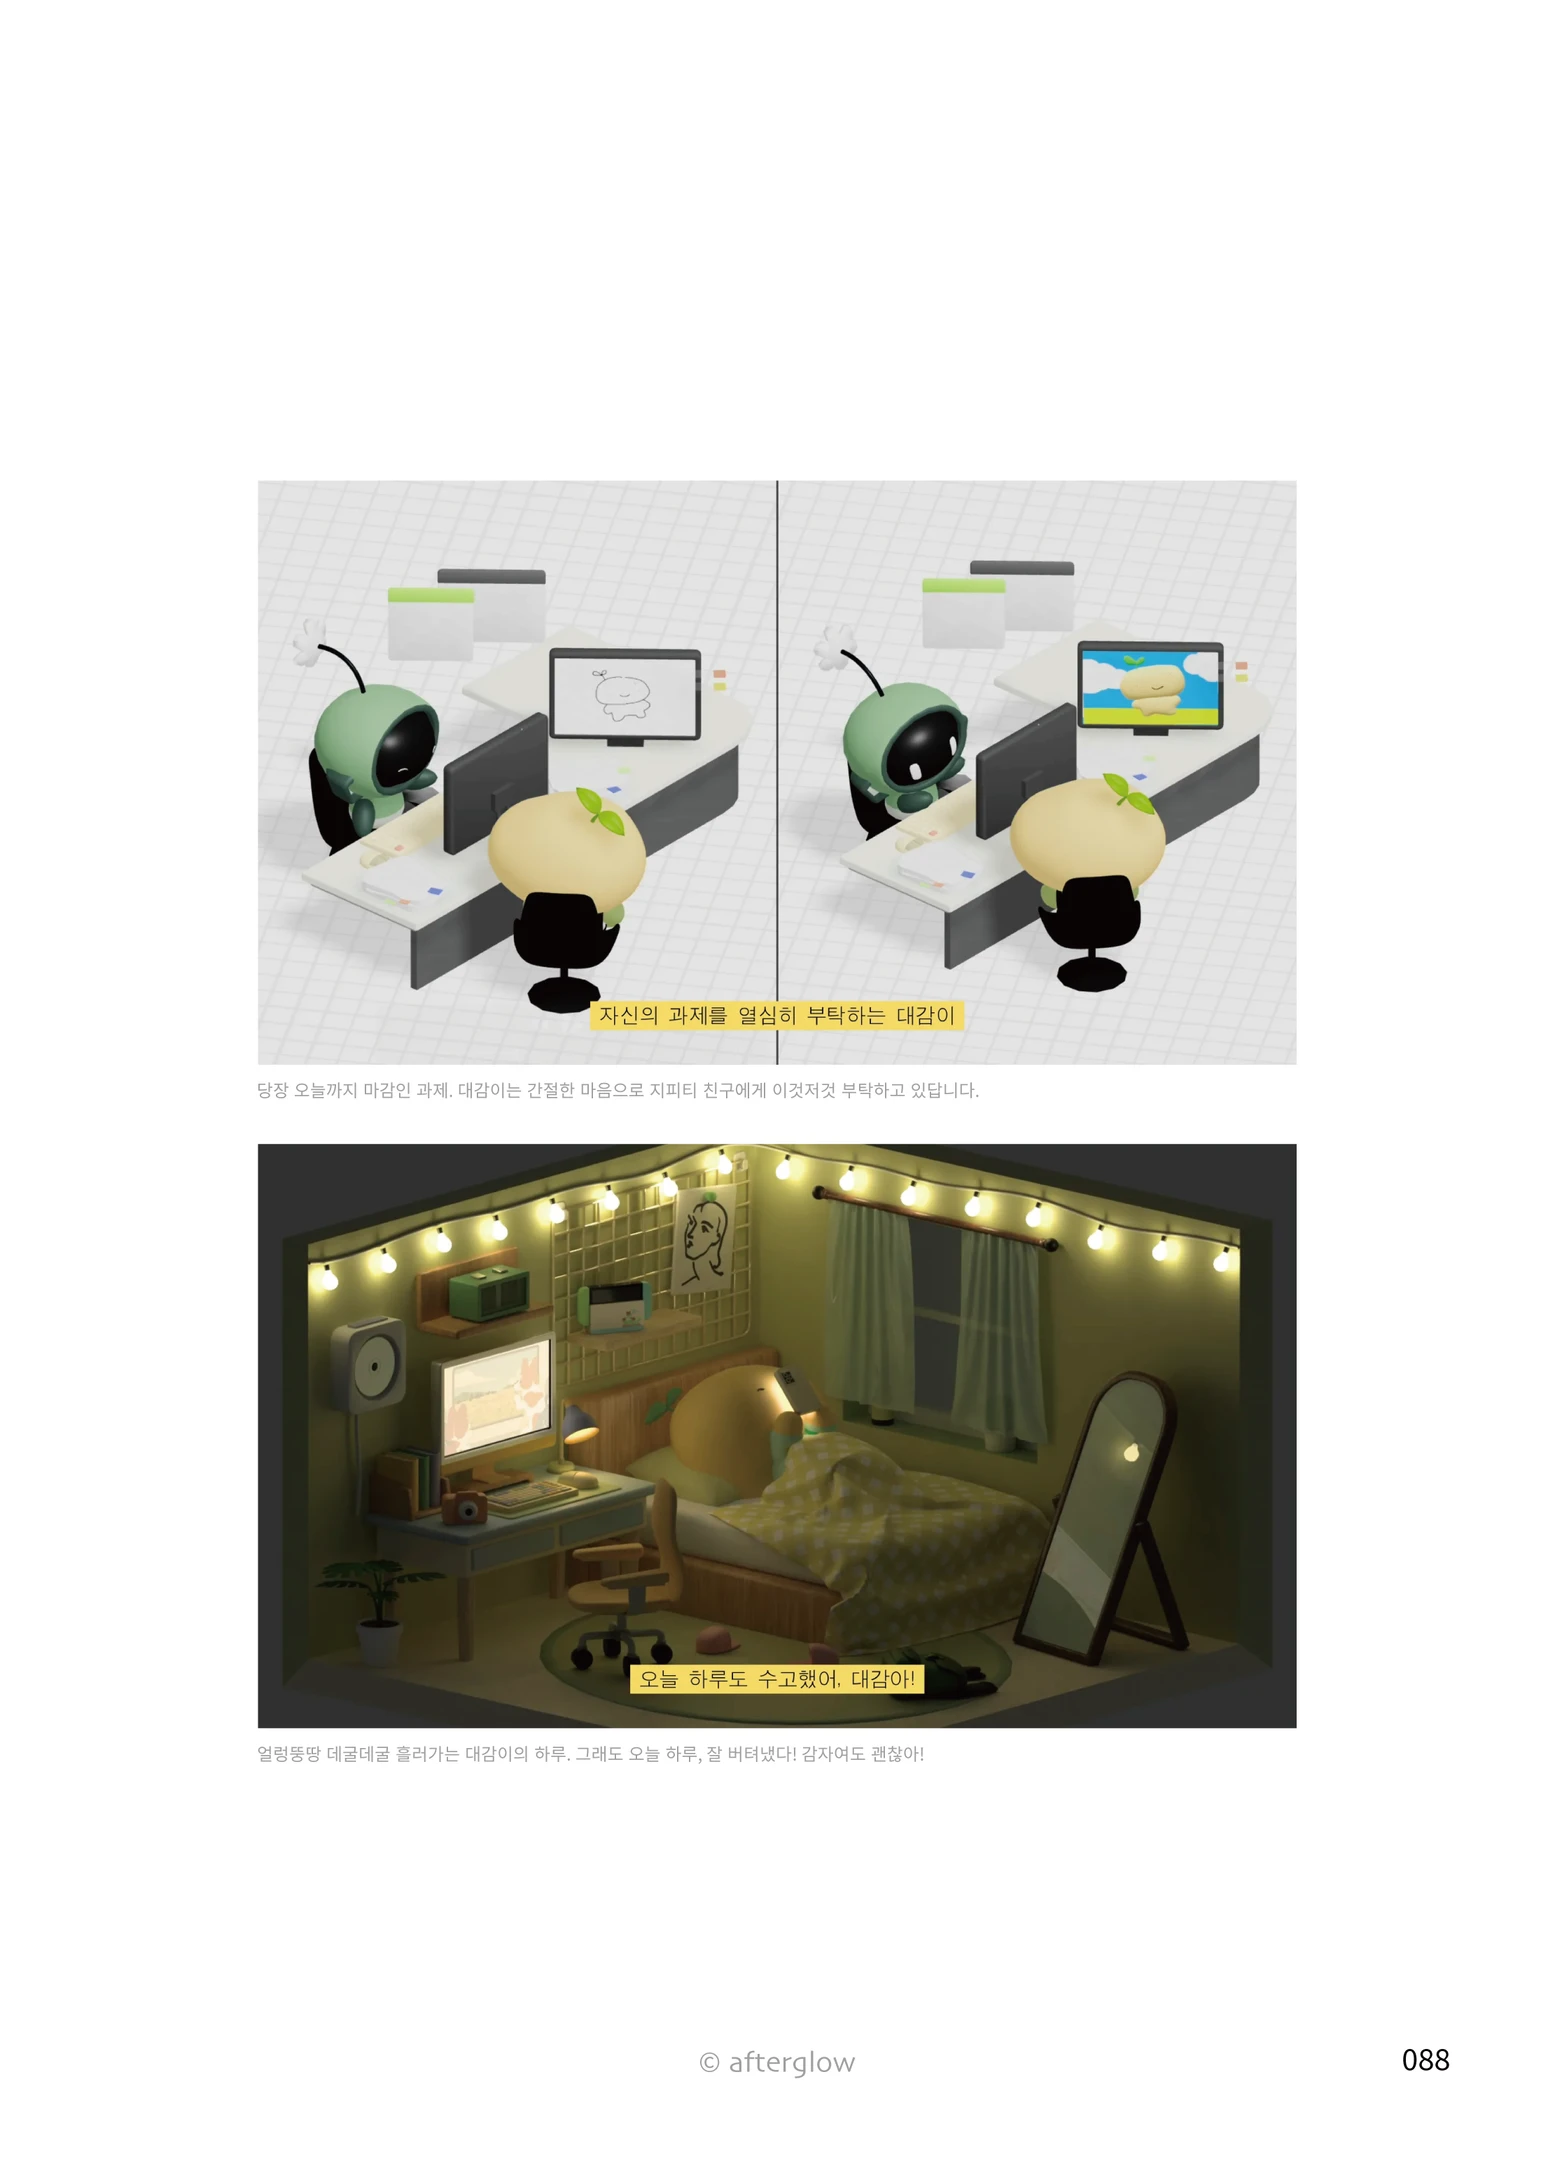 자신의 과제를 열심히 부탁하는 대감이
당장 오늘까지 마감인 과제. 대감이는 간절한 마음으로 지피티 친구에게 이것저것 부탁하고 있답니다.
오늘 하루도 수고했어, 대감아!
얼렁뚱땅 데굴데굴 흘러가는 대감이의 하루. 그래도 오늘 하루, 잘 버텨냈다! 감자여도 괜찮아!
© afterglow
088